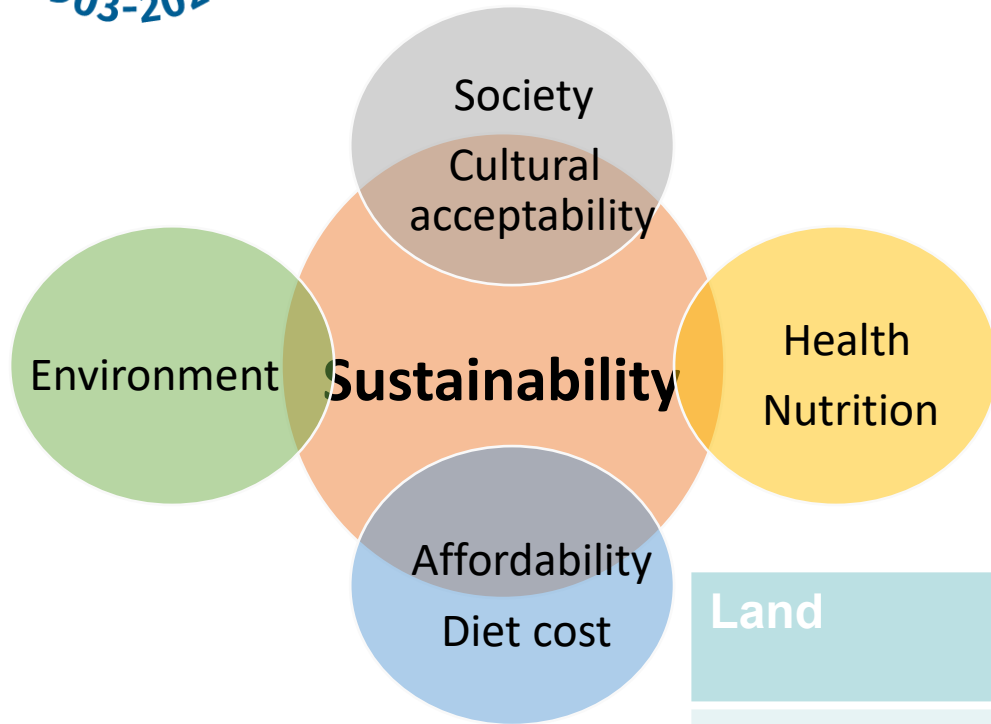 Society
Cultural
acceptability
Environment
Sustainability
Health
Nutrition
Affordability
Diet cost
Land